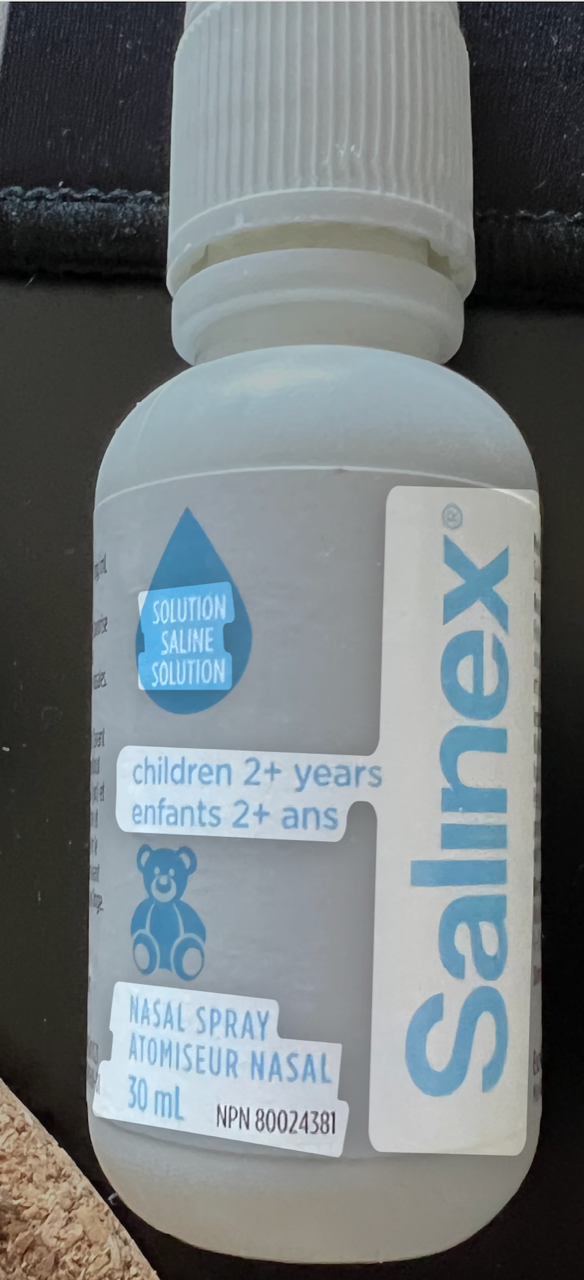 SOLUTION
SALINE
SOLUTION
children 2+ years
enfants 2+ ans
NASAL SPRAY
ATOMISEUR NASAL
30 mL
NPN 80024381
Salinex®